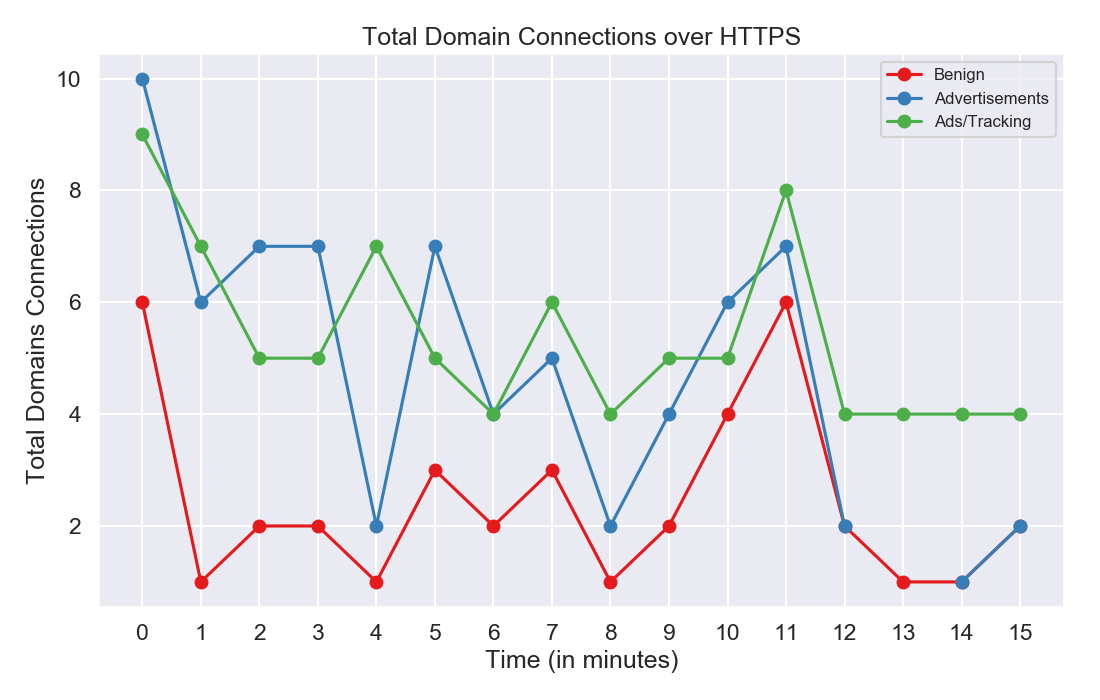 Total Domain Connections over HTTPS
Benign
Advertisements
Ads/Tracking
Total Domains Connections
10
8
6
4
2
0 1 2 3 4 5 6 7 8 9 10 11 12 13 14 15
Time (in minutes)